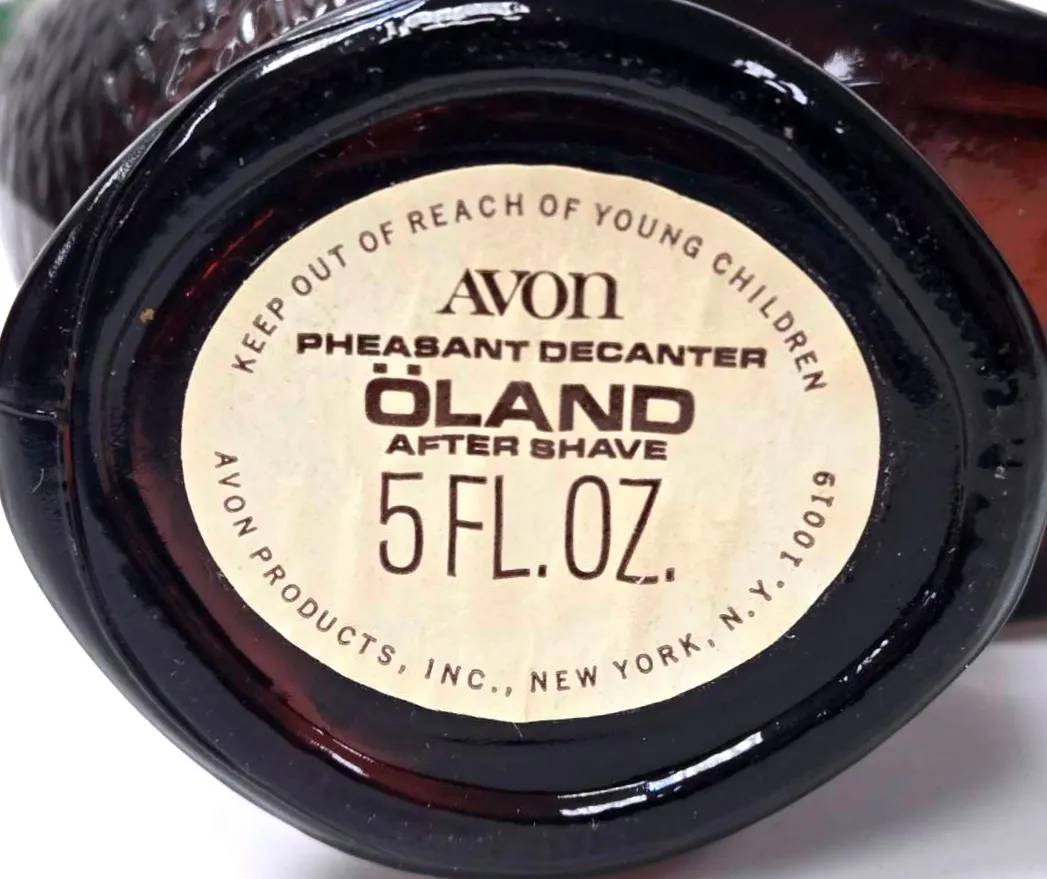 KEEP OUT OF REACH OF YOUNG CHILDREN
AVON
PHEASANT DECANTER
ÖLAND
AFTER SHAVE
5 FL. OZ.
AVON PRODUCTS, INC., NEW YORK, N.Y. 10019